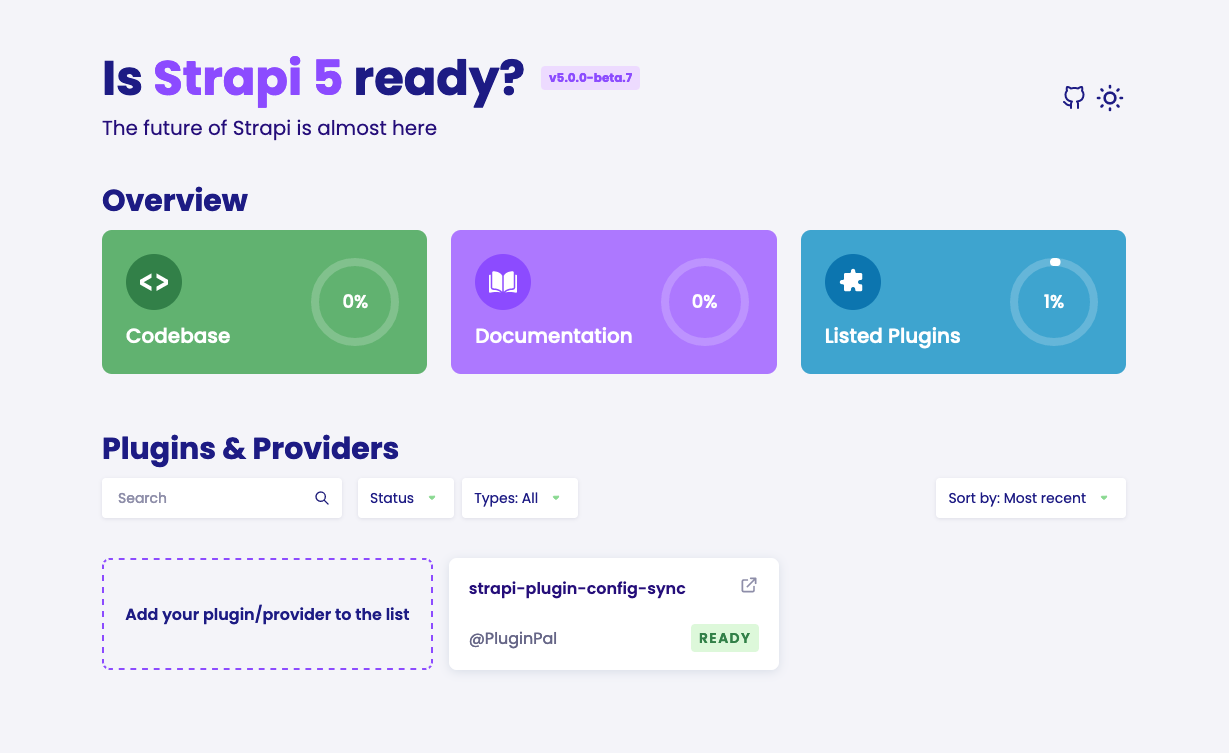 Is Strapi 5 ready? v5.0.0-beta.7
The future of Strapi is almost here
Overview
<>
0%
Codebase
0%
Documentation
1%
Listed Plugins
Plugins & Providers
Search
Status
Types: All
Sort by: Most recent
Add your plugin/provider to the list
strapi-plugin-config-sync
@PluginPal
READY